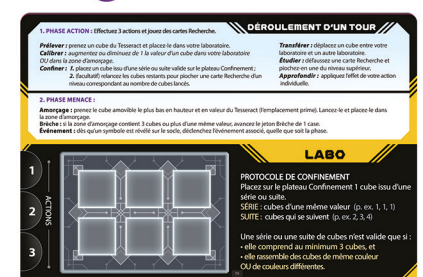 DÉROULEMENT D'UN TOUR
1. PHASE ACTION : Effectuez 3 actions et jouez des cartes Recherche.
Prélever : prenez un cube du Tesseract et placez-le dans votre laboratoire.
Calibrer : augmentez ou diminuez de 1 la valeur d'un cube dans votre laboratoire
OU dans la zone d'amorçage.
Confiner : 1. placez un cube issu d'une série ou suite valide sur le plateau Confinement ;
2. (facultatif) relancez les cubes restants pour piocher une carte Recherche d'un
niveau correspondant au nombre de cubes lancés.
Transférer : déplacez un cube entre votre
laboratoire et un autre laboratoire.
Étudier : défaussez une carte Recherche et
piochez-en une du niveau supérieur.
Approfondir : appliquez l'effet de votre action
individuelle.
2. PHASE MENACE :
Amorçage : prenez le cube amovible le plus bas en hauteur et en valeur du Tesseract (l'emplacement prime). Lancez-le et placez-le dans
la zone d'amorçage.
Brèche : si la zone d'amorçage contient 3 cubes ou plus d'une même valeur, avancez le jeton Brèche de 1 case.
Événement : dès qu'un symbole est révélé sur le socle, déclenchez l'événement associé, quelle que soit la phase.
LABO
1
2
3
ACTIONS
PROTOCOLE DE CONFINEMENT
Placez sur le plateau Confinement 1 cube issu d'une
série ou suite.
SÉRIE : cubes d'une même valeur (p. ex. 1, 1, 1)
SUITE : cubes qui se suivent (p. ex. 2, 3, 4)
Une série ou une suite de cubes n'est valide que si :
• elle comporte au minimum 3 cubes, et
• elle rassemble des cubes de même couleur
OU de couleurs différentes.